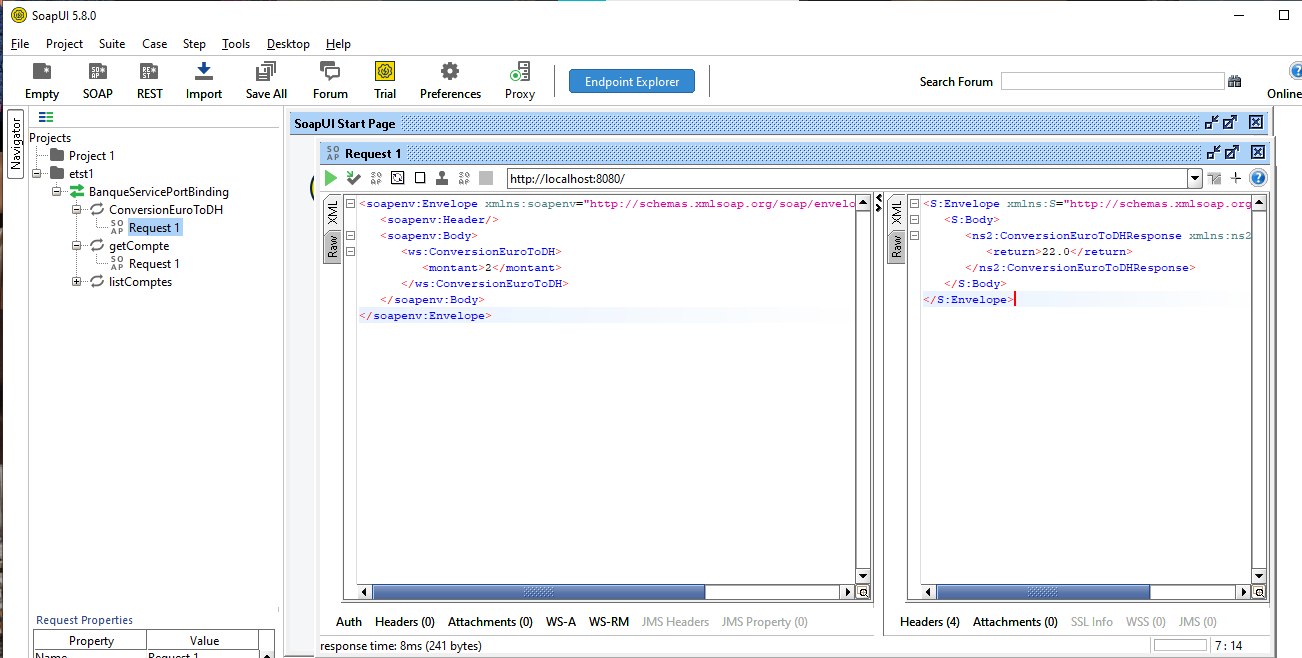 SoapUI 5.8.0
File Project Suite Case Step Tools Desktop Help
Empty SOAP REST Import Save All Forum Trial Preferences Proxy Endpoint Explorer Search Forum Online
Navigator
Projects
Project 1
etst1
BanqueServicePortBinding
ConversionEuroToDH
SOAP Request 1
getCompte
SOAP Request 1
listComptes
Request Properties
Property Value
Name Request 1
SoapUI Start Page
SOAP Request 1
http://localhost:8080/
XML
Raw
<soapenv:Envelope xmlns:soapenv="http://schemas.xmlsoap.org/soap/envelo
<soapenv:Header/>
<soapenv:Body>
<ws:ConversionEuroToDH>
<montant>2</montant>
</ws:ConversionEuroToDH>
</soapenv:Body>
</soapenv:Envelope>
Auth Headers (0) Attachments (0) WS-A WS-RM JMS Headers JMS Property (0)
XML
Raw
<S:Envelope xmlns:S="http://schemas.xmlsoap.org
<S:Body>
<ns2:ConversionEuroToDHResponse xmlns:ns2
<return>22.0</return>
</ns2:ConversionEuroToDHResponse>
</S:Body>
</S:Envelope>
Headers (4) Attachments (0) SSL Info WSS (0) JMS (0)
response time: 8ms (241 bytes)
7 : 14